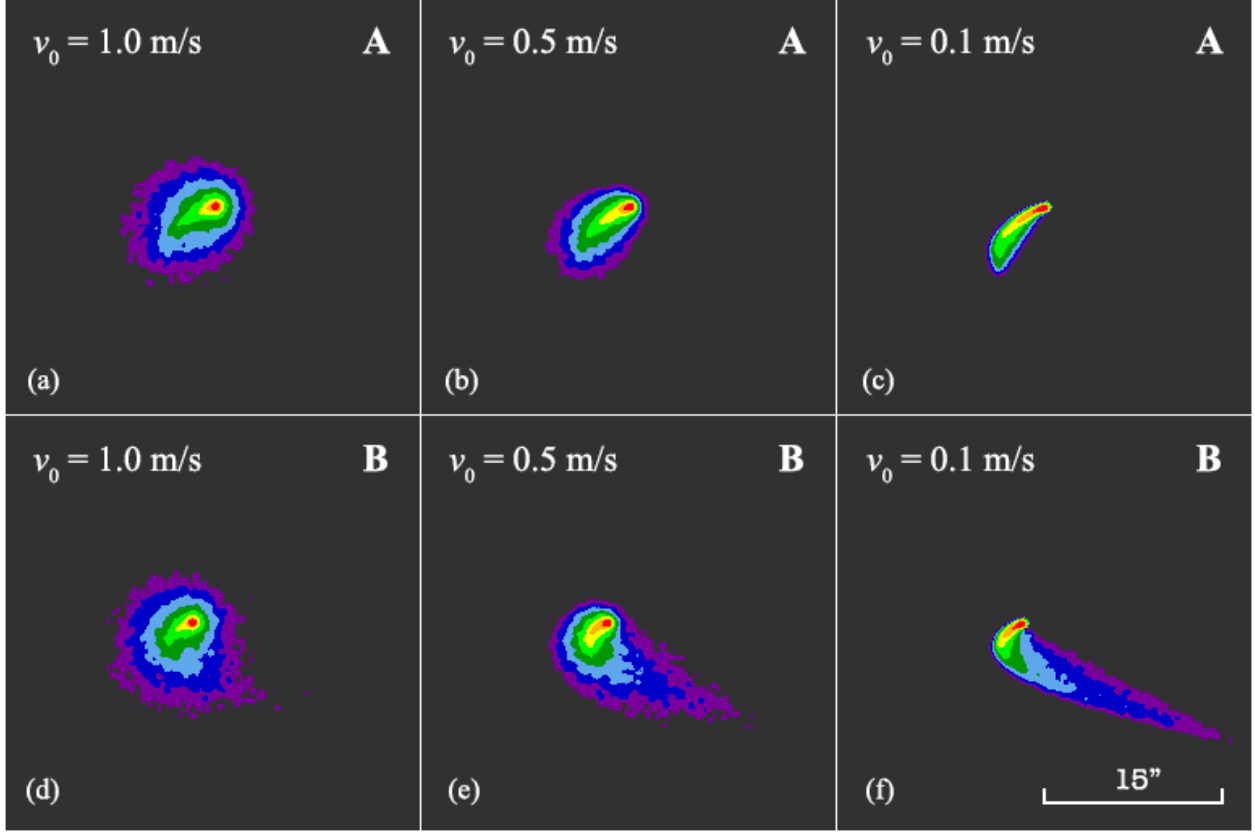 v₀ = 1.0 m/s A
v₀ = 0.5 m/s A
v₀ = 0.1 m/s A
(a)
(b)
(c)
v₀ = 1.0 m/s B
v₀ = 0.5 m/s B
v₀ = 0.1 m/s B
15”
(d)
(e)
(f)